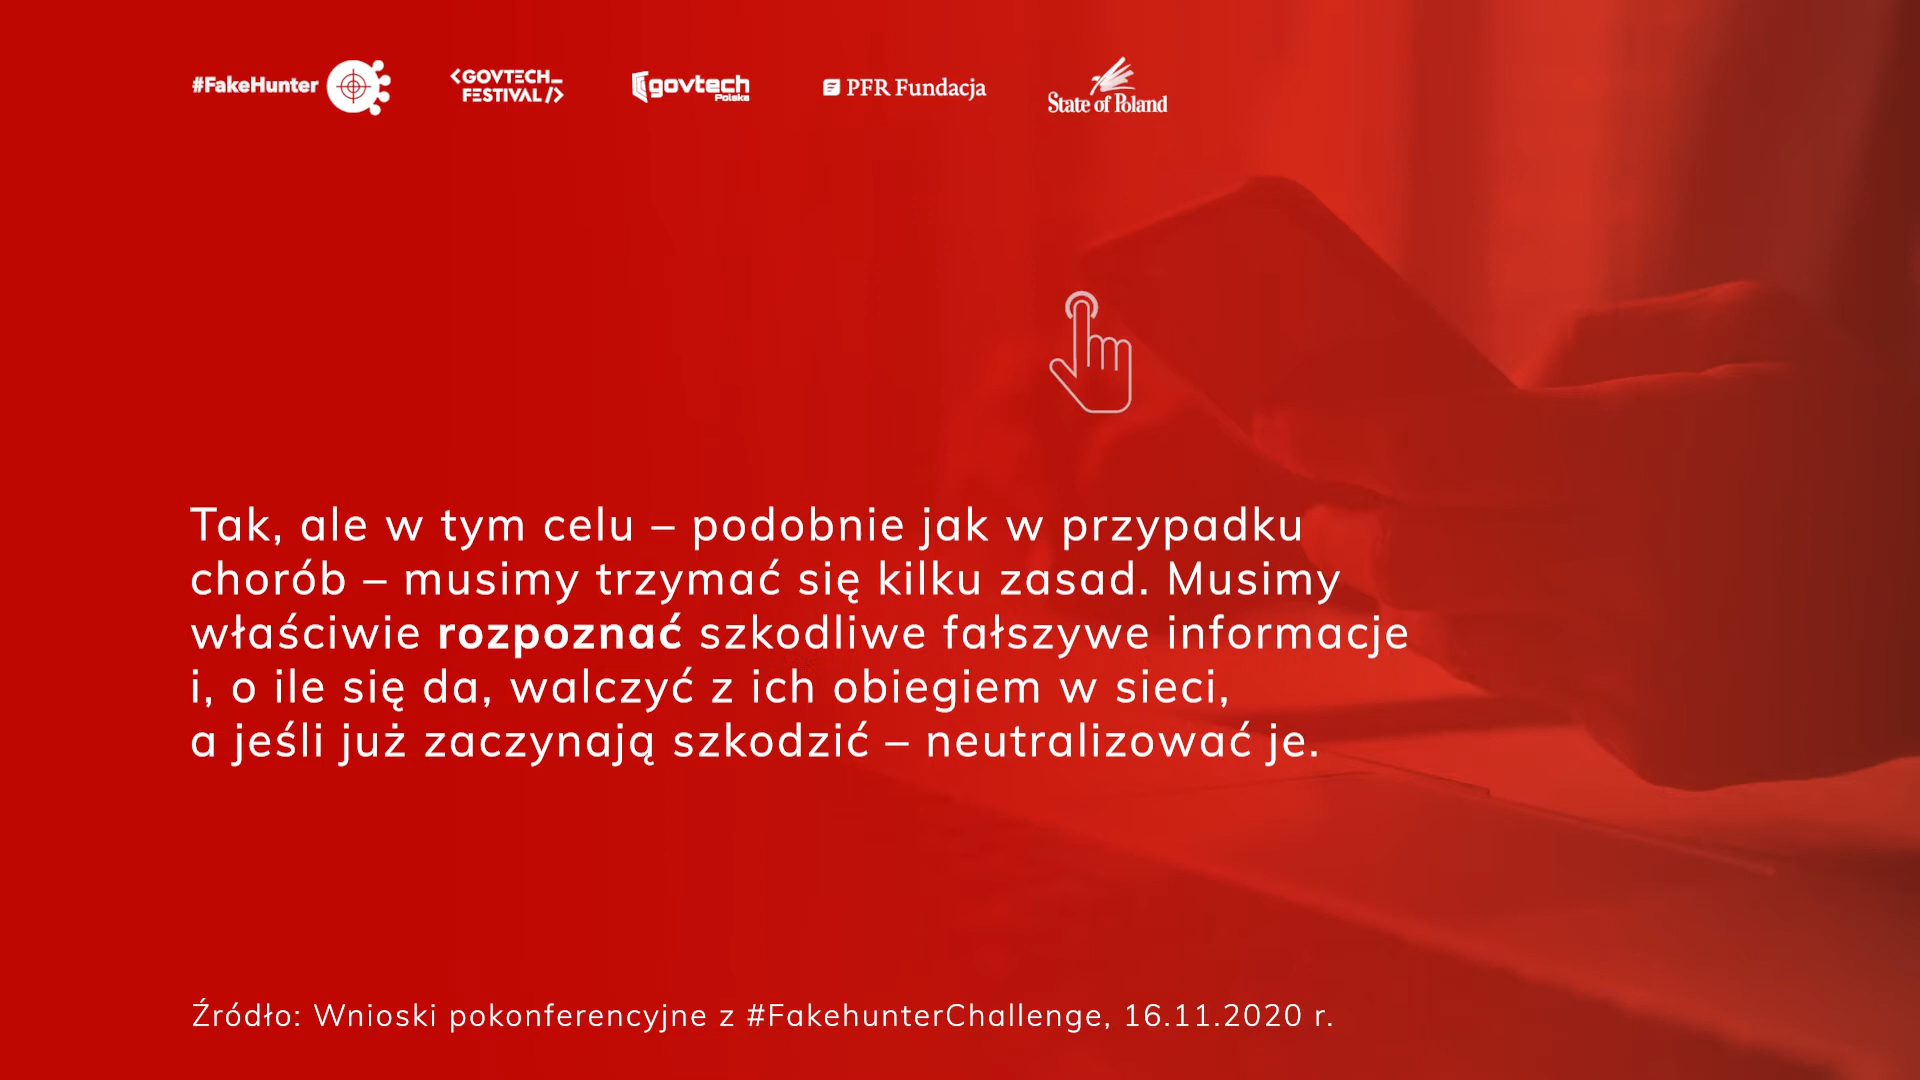 #FakeHunter
<GOVTECH_
FESTIVAL/>
govtech
Polska
PFR Fundacja
State of Poland
Tak, ale w tym celu – podobnie jak w przypadku
chorób – musimy trzymać się kilku zasad. Musimy
właściwie rozpoznać szkodliwe fałszywe informacje
i, o ile się da, walczyć z ich obiegiem w sieci,
a jeśli już zaczynają szkodzić – neutralizować je.
Źródło: Wnioski pokonferencyjne z #FakehunterChallenge, 16.11.2020 r.